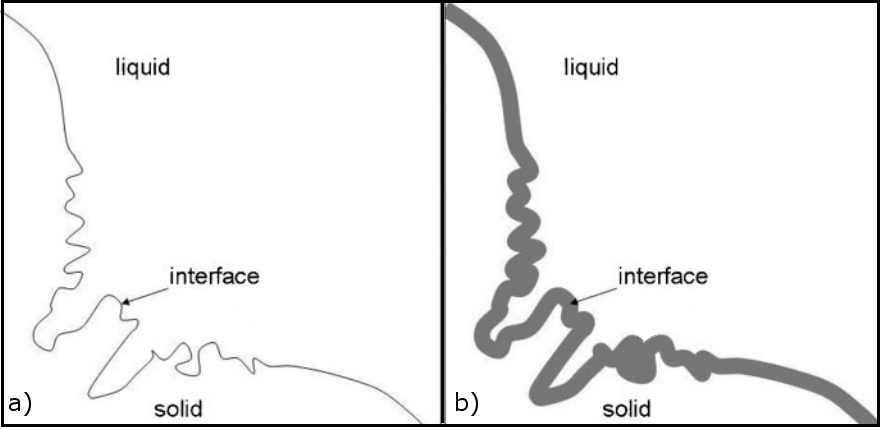 liquid
interface
solid
a)
liquid
interface
solid
b)